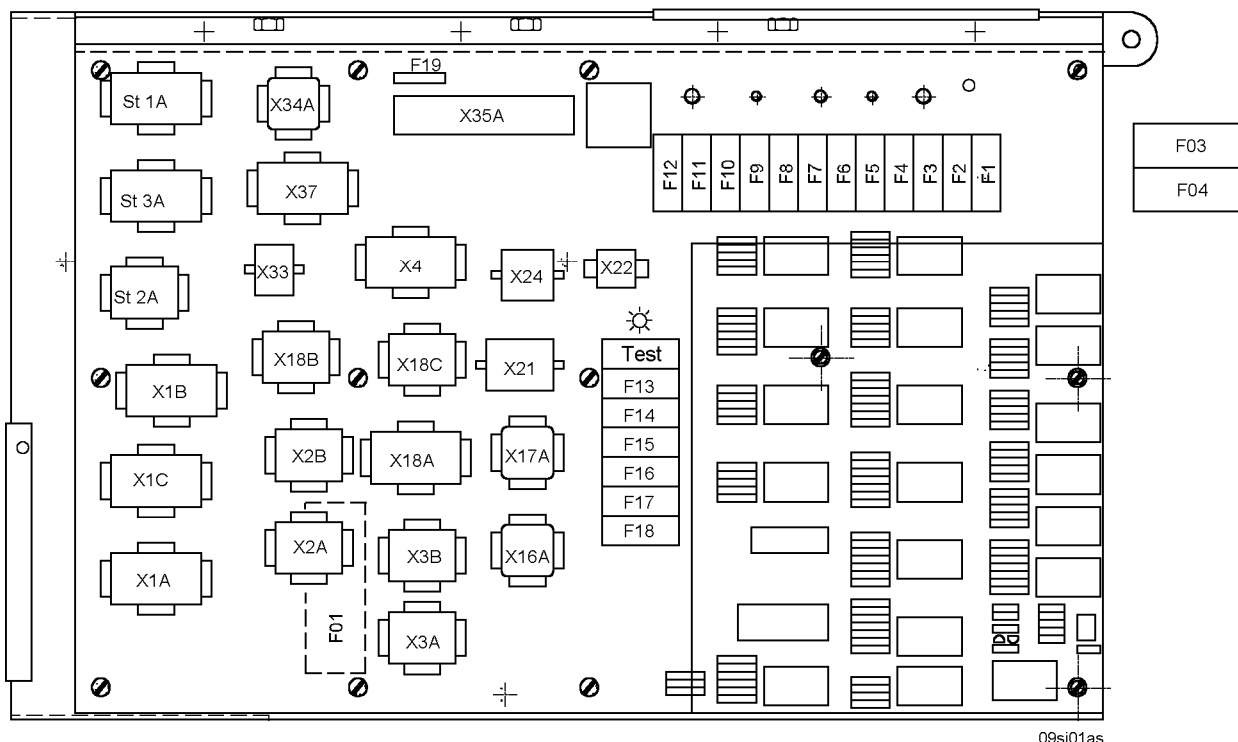 F19
St 1A
X34A
X35A
F12
F11
F10
F9
F8
F7
F6
F5
F4
F3
F2
F1
F03
F04
St 3A
X37
X33
X4
X24
X22
St 2A
Test
F13
F14
F15
F16
F17
F18
X18B
X18C
X21
X1B
X2B
X18A
X17A
X1C
X2A
X3B
X16A
X1A
F01
X3A
09si01as